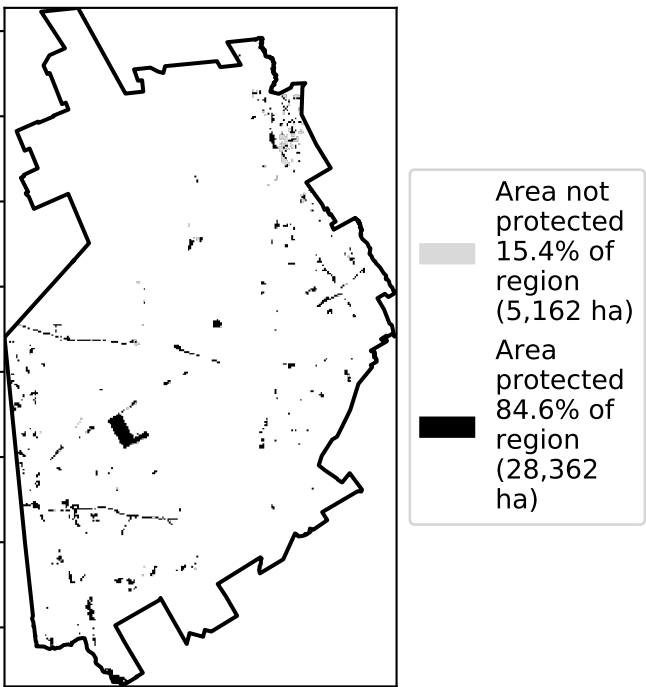 Area not
protected
15.4% of
region
(5,162 ha)
Area
protected
84.6% of
region
(28,362
ha)